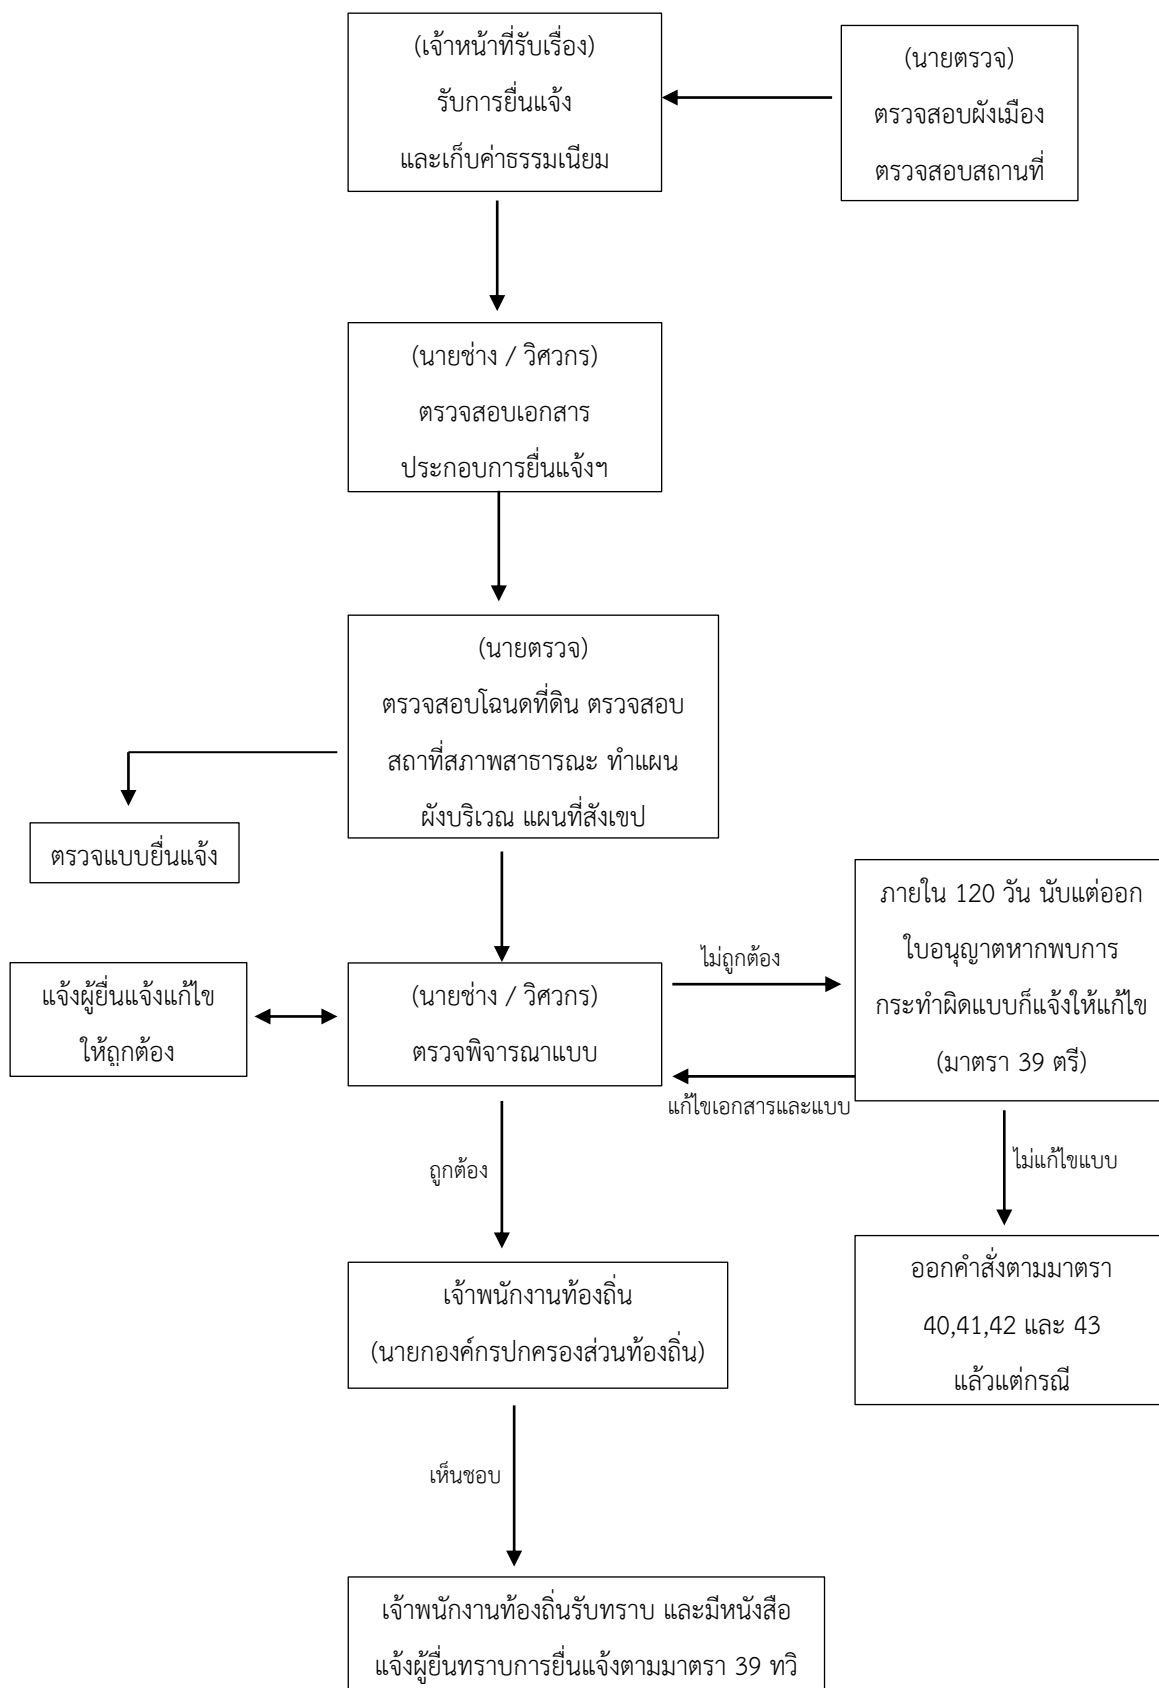 (เจ้าหน้าที่รับเรื่อง)
รับการยื่นแจ้ง
และเก็บค่าธรรมเนียม
(นายตรวจ)
ตรวจสอบผังเมือง
ตรวจสอบสถานที่
(นายช่าง / วิศวกร)
ตรวจสอบเอกสาร
ประกอบการยื่นแจ้งฯ
(นายตรวจ)
ตรวจสอบโฉนดที่ดิน ตรวจสอบ
สถาที่สภาพสาธารณะ ทำแผน
ผังบริเวณ แผนที่สังเขป
ตรวจแบบยื่นแจ้ง
ภายใน 120 วัน นับแต่ออก
ใบอนุญาตหากพบการ
กระทำผิดแบบก็แจ้งให้แก้ไข
(มาตรา 39 ตรี)
ไม่ถูกต้อง
แจ้งผู้ยื่นแจ้งแก้ไข
ให้ถูกต้อง
(นายช่าง / วิศวกร)
ตรวจพิจารณาแบบ
แก้ไขเอกสารและแบบ
ถูกต้อง
ไม่แก้ไขแบบ
เจ้าพนักงานท้องถิ่น
(นายกองค์กรปกครองส่วนท้องถิ่น)
ออกคำสั่งตามมาตรา
40,41,42 และ 43
แล้วแต่กรณี
เห็นชอบ
เจ้าพนักงานท้องถิ่นรับทราบ และมีหนังสือ
แจ้งผู้ยื่นทราบการยื่นแจ้งตามมาตรา 39 ทวิ